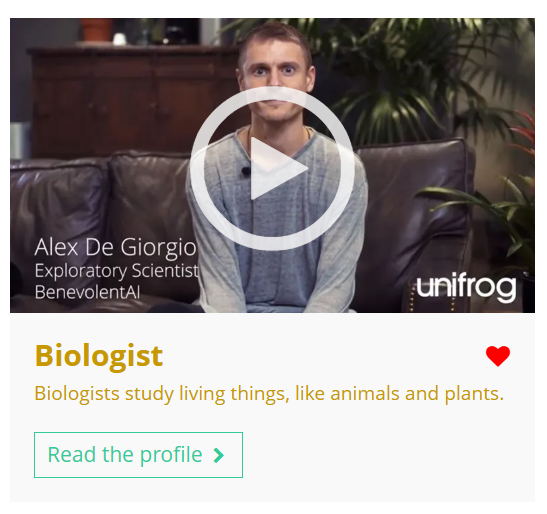 Alex De Giorgio
Exploratory Scientist
BenevolentAI
unifrog
Biologist
Biologists study living things, like animals and plants.
Read the profile